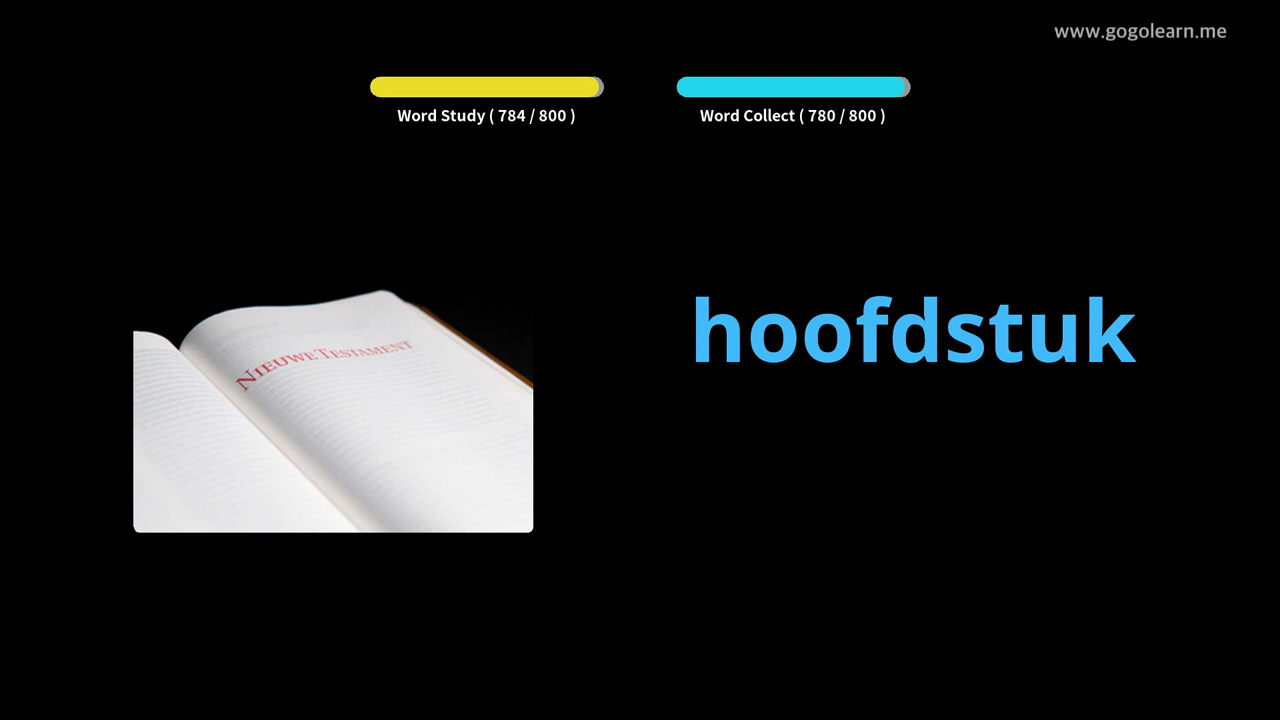 www.gogolearn.me
Word Study ( 784 / 800 )
Word Collect ( 780 / 800 )
NIEUWE TESTAMENT
hoofdstuk